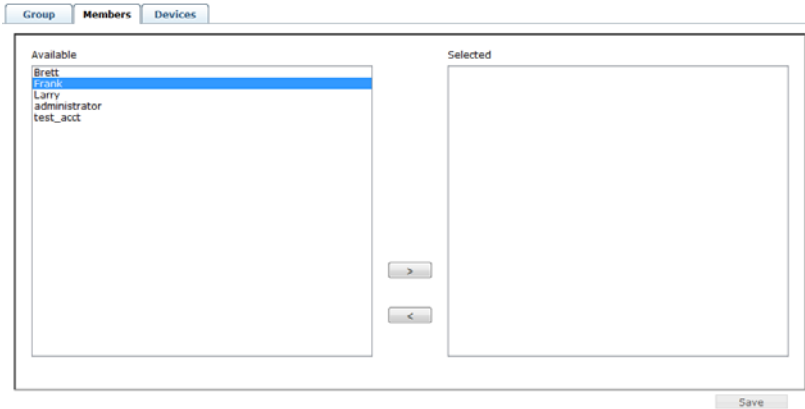 Group Members Devices
Available Selected
Brett
Frank
Larry
administrator
test_acct
>
<
Save